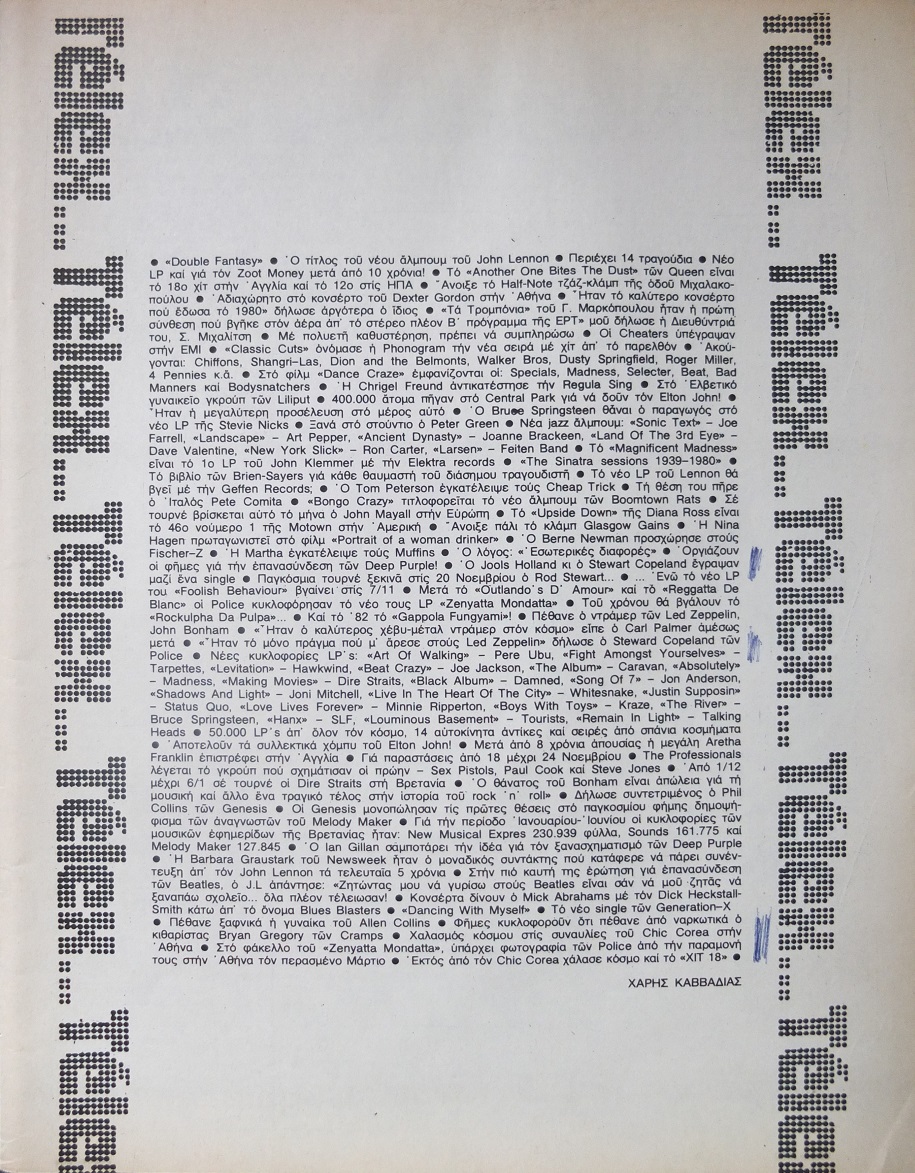 Télex... Télex... Télex... Télex... Téle
● «Double Fantasy» ● Ὁ τίτλος τοῦ νέου ἄλμπουμ τοῦ John Lennon ● Περιέχει 14 τραγούδια ● Νέο
LP καί γιά τόν Zoot Money μετά ἀπό 10 χρόνια! ● Τό «Another One Bites The Dust» τῶν Queen εἶναι
τό 18ο χίτ στήν Ἀγγλία καί τό 12ο στίς ΗΠΑ ● Ἄνοιξε τό Half-Note τζάζ-κλάμπ τῆς ὁδοῦ Μιχαλακο-
πούλου ● Ἀδιαχώρητο στό κονσέρτο τοῦ Dexter Gordon στήν Ἀθήνα ● Ἦταν τό καλύτερο κονσέρτο
πού ἔδωσα τό 1980» δήλωσε ἀργότερα ὁ ἴδιος ● «Τά Τρομπόνια» τοῦ Γ. Μαρκόπουλου ἦταν ἡ πρώτη
σύνθεση πού βγῆκε στόν ἀέρα ἀπ' τό στέρεο πλέον Β΄ πρόγραμμα τῆς ΕΡΤ» μοῦ δήλωσε ἡ Διευθύντριά
του, Σ. Μιχαλίτση ● Μέ πολυετή καθυστέρηση, πρέπει νά συμπληρώσω ● Οἱ Cheaters ὑπέγραψαν
στήν EMI ● «Classic Cuts» ὀνόμασε ἡ Phonogram τήν νέα σειρά μέ χίτ ἀπ' τό παρελθόν ● Ἀκού-
γονται: Chiffons, Shangri-Las, Dion and the Belmonts, Walker Bros, Dusty Springfield, Roger Miller,
4 Pennies κ.ἄ. ● Στό φίλμ «Dance Craze» ἐμφανίζονται οἱ: Specials, Madness, Selecter, Beat, Bad
Manners καί Bodysnatchers ● Ἡ Chrigel Freund ἀντικατέστησε τήν Regula Sing ● Στό Ἐλβετικό
γυναικεῖο γκρούπ τῶν Liliput ● 400.000 ἄτομα πῆγαν στό Central Park γιά νά δοῦν τόν Elton John! ●
Ἦταν ἡ μεγαλύτερη προσέλευση στό μέρος αὐτό ● Ὁ Bruce Springsteen θἄναι ὁ παραγωγός στό
νέο LP τῆς Stevie Nicks ● Ξανά στό στούντιο ὁ Peter Green ● Νέα jazz ἄλμπουμ: «Sonic Text» – Joe
Farrell, «Landscape» – Art Pepper, «Ancient Dynasty» – Joanne Brackeen, «Land Of The 3rd Eye» –
Dave Valentine, «New York Slick» – Ron Carter, «Larsen» – Feiten Band ● Τό «Magnificent Madness»
εἶναι τό 1ο LP τοῦ John Klemmer μέ τήν Elektra records ● «The Sinatra sessions 1939–1980» ●
Τό βιβλίο τῶν Brien-Sayers γιά κάθε θαυμαστή τοῦ διάσημου τραγουδιστῆ ● Τό νέο LP τοῦ Lennon θά
βγεῖ μέ τήν Geffen Records; ● Ὁ Tom Peterson ἐγκατέλειψε τούς Cheap Trick ● Τή θέση του πῆρε
ὁ Ἰταλός Pete Comita ● «Bongo Crazy» τιτλοφορεῖται τό νέο ἄλμπουμ τῶν Boomtown Rats ● Σέ
τουρνέ βρίσκεται αὐτό τό μήνα ὁ John Mayall στήν Εὐρώπη ● Τό «Upside Down» τῆς Diana Ross εἶναι
τό 46ο νούμερο 1 τῆς Motown στήν Ἀμερική ● Ἄνοιξε πάλι τό κλάμπ Glasgow Gains ● Ἡ Nina
Hagen πρωταγωνιστεῖ στό φίλμ «Portrait of a woman drinker» ● Ὁ Berne Newman προσχώρησε στούς
Fischer–Z ● Ἡ Martha ἐγκατέλειψε τούς Muffins ● Ὁ λόγος: «Ἐσωτερικές διαφορές» ● Ὀργιάζουν
οἱ φῆμες γιά τήν ἐπανασύνδεση τῶν Deep Purple! ● Ὁ Jools Holland κι ὁ Stewart Copeland ἔγραψαν
μαζί ἕνα single ● Παγκόσμια τουρνέ ξεκινᾶ στίς 20 Νοεμβρίου ὁ Rod Stewart... ● ... Ἐνῶ τό νέο LP
του «Foolish Behaviour» βγαίνει στίς 7/11 ● Μετά τό «Outlando's D' Amour» καί τό «Reggatta De
Blanc» οἱ Police κυκλοφόρησαν τό νέο τους LP «Zenyatta Mondatta» ● Τοῦ χρόνου θά βγάλουν τό
«Rockulpha Da Pulpa»... ● Καί τό '82 τό «Gappola Fungyami»! ● Πέθανε ὁ ντράμερ τῶν Led Zeppelin,
John Bonham ● «Ἦταν ὁ καλύτερος χέβυ-μέταλ ντράμερ στόν κόσμο» εἶπε ὁ Carl Palmer ἀμέσως
μετά ● «Ἦταν τό μόνο πράγμα πού μ' ἄρεσε στούς Led Zeppelin» δήλωσε ὁ Steward Copeland τῶν
Police ● Νέες κυκλοφορίες LP's: «Art Of Walking» – Pere Ubu, «Fight Amongst Yourselves» –
Tarpettes, «Levitation» – Hawkwind, «Beat Crazy» – Joe Jackson, «The Album» – Caravan, «Absolutely»
– Madness, «Making Movies» – Dire Straits, «Black Album» – Damned, «Song Of 7» – Jon Anderson,
«Shadows And Light» – Joni Mitchell, «Live In The Heart Of The City» – Whitesnake, «Justin Supposin»
– Status Quo, «Love Lives Forever» – Minnie Ripperton, «Boys With Toys» – Kraze, «The River» –
Bruce Springsteen, «Hanx» – SLF, «Louminous Basement» – Tourists, «Remain In Light» – Talking
Heads ● 50.000 LP's ἀπ' ὅλον τόν κόσμο, 14 αὐτοκίνητα ἀντίκες καί σειρές ἀπό σπάνια κοσμήματα
● Ἀποτελοῦν τά συλλεκτικά χόμπυ τοῦ Elton John! ● Μετά ἀπό 8 χρόνια ἀπουσίας ἡ μεγάλη Aretha
Franklin ἐπιστρέφει στήν Ἀγγλία ● Γιά παραστάσεις ἀπό 18 μέχρι 24 Νοεμβρίου ● The Professionals
λέγεται τό γκρούπ πού σχημάτισαν οἱ πρώην – Sex Pistols, Paul Cook καί Steve Jones ● Ἀπό 1/12
μέχρι 6/1 σέ τουρνέ οἱ Dire Straits στή Βρετανία ● Ὁ θάνατος τοῦ Bonham εἶναι ἀπώλεια γιά τή
μουσική καί ἄλλο ἕνα τραγικό τέλος στήν ἱστορία τοῦ rock 'n' roll» ● Δήλωσε συντετριμένος ὁ Phil
Collins τῶν Genesis ● Οἱ Genesis μονοπώλησαν τίς πρῶτες θέσεις στό παγκοσμίου φήμης δημοψή-
φισμα τῶν ἀναγνωστῶν τοῦ Melody Maker ● Γιά τήν περίοδο Ἰανουαρίου-Ἰουνίου οἱ κυκλοφορίες τῶν
μουσικῶν ἐφημερίδων τῆς Βρετανίας ἦταν: New Musical Expres 230.939 φύλλα, Sounds 161.775 καί
Melody Maker 127.845 ● Ὁ Ian Gillan σαμποτάρει τήν ἰδέα γιά τόν ξανασχηματισμό τῶν Deep Purple
● Ἡ Barbara Graustark τοῦ Newsweek ἦταν ὁ μοναδικός συντάκτης πού κατάφερε νά πάρει συνέν-
τευξη ἀπ' τόν John Lennon τά τελευταῖα 5 χρόνια ● Στήν πιό καυτή της ἐρώτηση γιά ἐπανασύνδεση
τῶν Beatles, ὁ J.L ἀπάντησε: «Ζητώντας μου νά γυρίσω στούς Beatles εἶναι σάν νά μοῦ ζητᾶς νά
ξαναπάω σχολεῖο... ὅλα πλέον τέλειωσαν! ● Κονσέρτα δίνουν ὁ Mick Abrahams μέ τόν Dick Heckstall-
Smith κάτω ἀπ' τό ὄνομα Blues Blasters ● «Dancing With Myself» ● Τό νέο single τῶν Generation–X
● Πέθανε ξαφνικά ἡ γυναίκα τοῦ Allen Collins ● Φῆμες κυκλοφοροῦν ὅτι πέθανε ἀπό ναρκωτικά ὁ
κιθαρίστας Bryan Gregory τῶν Cramps ● Χαλασμός κόσμου στίς συναυλίες τοῦ Chic Corea στήν
Ἀθήνα ● Στό φάκελλο τοῦ «Zenyatta Mondatta», ὑπάρχει φωτογραφία τῶν Police ἀπό τήν παραμονή
τους στήν Ἀθήνα τόν περασμένο Μάρτιο ● Ἐκτός ἀπό τόν Chic Corea χάλασε κόσμο καί τό «ΧΙΤ 18» ●
ΧΑΡΗΣ ΚΑΒΒΑΔΙΑΣ
Télex... Télex... Télex... Télex... Téle